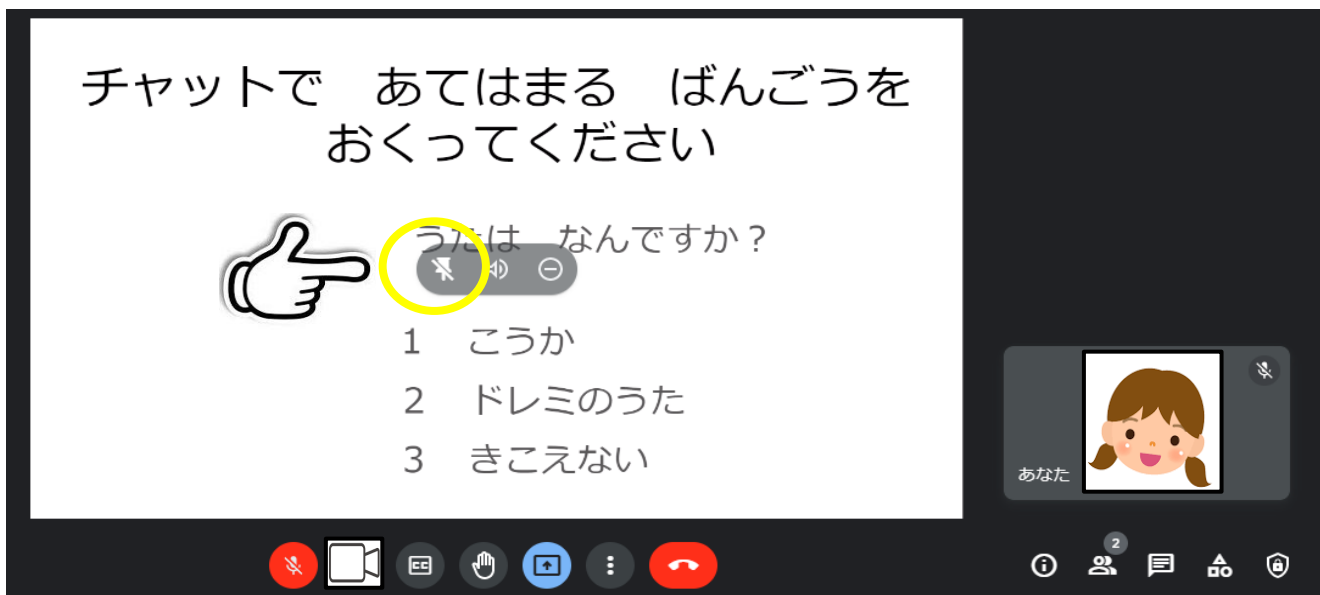 チャットで　あてはまる　ばんごうを
おくってください
うたは　なんですか？
1　こうか
2　ドレミのうた
3　きこえない
あなた
CC
2